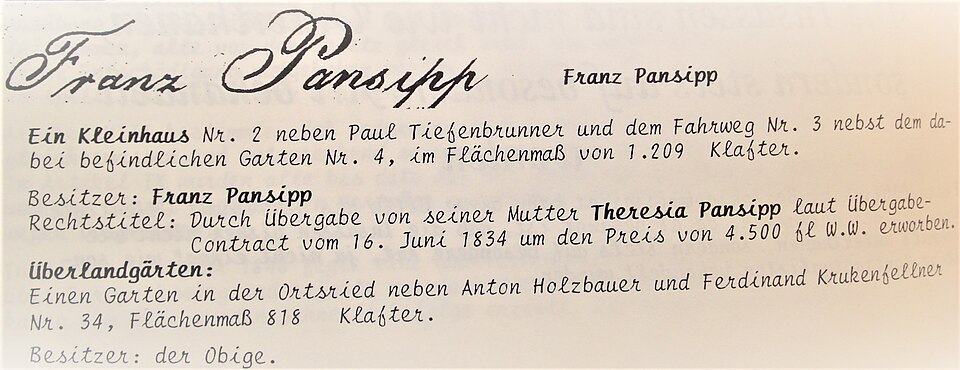 Franz Pansipp Franz Pansipp
Ein Kleinhaus Nr. 2 neben Paul Tiefenbrunner und dem Fahrweg Nr. 3 nebst dem da-
bei befindlichen Garten Nr. 4, im Flächenmaß von 1.209 Klafter.
Besitzer: Franz Pansipp
Rechtstitel: Durch Übergabe von seiner Mutter Theresia Pansipp laut Übergabe-
Contract vom 16. Juni 1834 um den Preis von 4.500 fl W.W. erworben.
Überlandgärten:
Einen Garten in der Ortsried neben Anton Holzbauer und Ferdinand Krukenfellner
Nr. 34, Flächenmaß 818 Klafter.
Besitzer: der Obige.